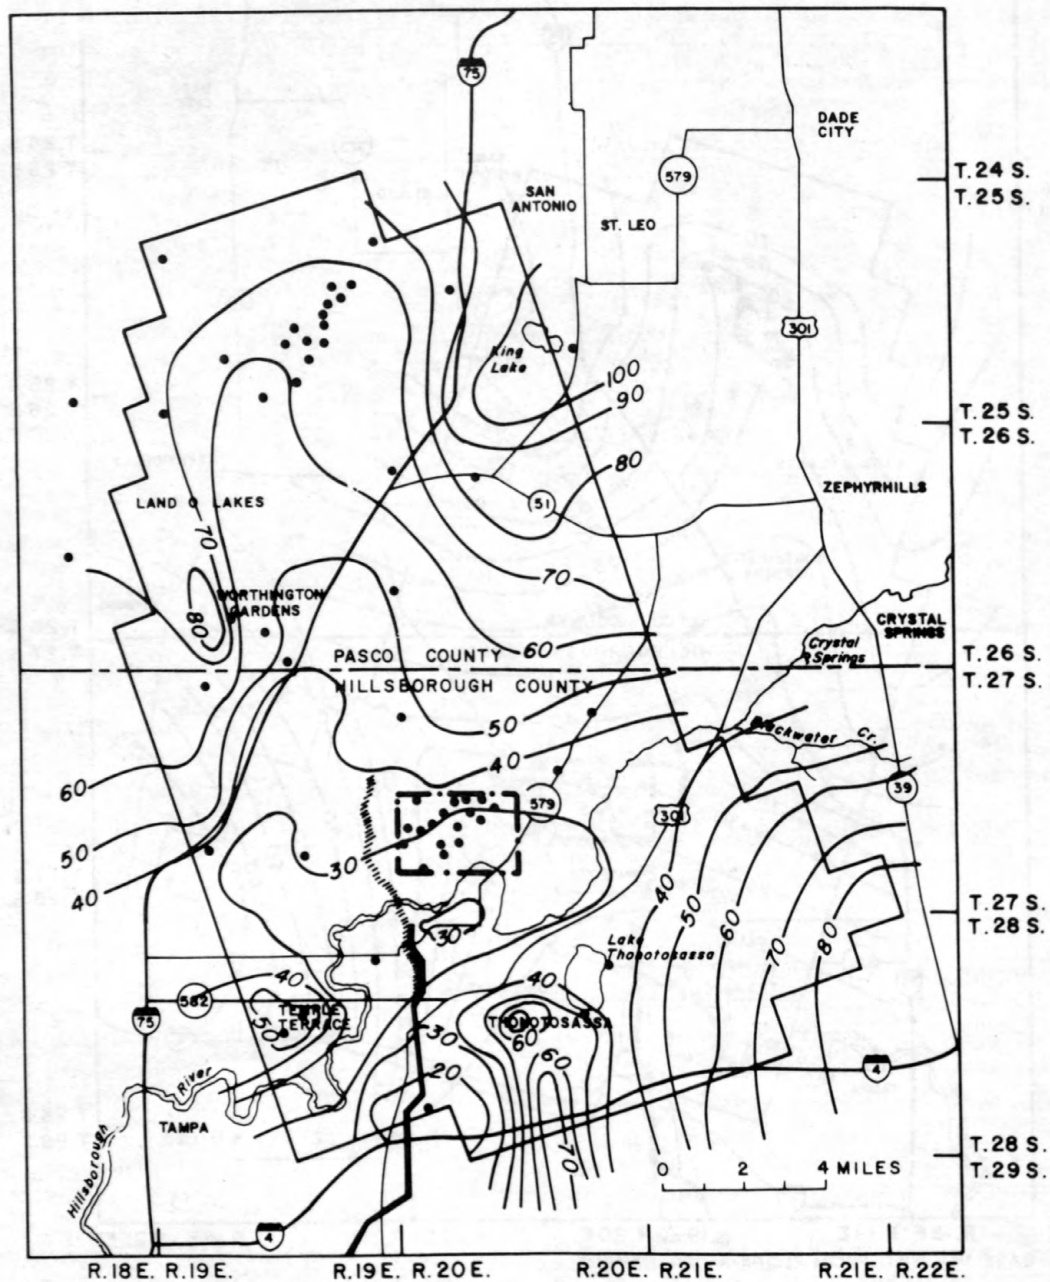 75
DADE
CITY
579
T. 24 S.
T. 25 S.
SAN
ANTONIO
ST. LEO
301
King
Lake
100
90
T. 25 S.
T. 26 S.
80
ZEPHYRHILLS
LAND O LAKES
51
70
70
WORTHINGTON
GARDENS
80
CRYSTAL
SPRINGS
60
Crystal
Springs
PASCO COUNTY
T. 26 S.
T. 27 S.
HILLSBOROUGH COUNTY
50
Blackwater Cr.
40
60
39
579
301
50
30
40
40
50
60
T. 27 S.
T. 28 S.
80
30
70
Lake
Thonotosassa
40
40
582
TEMPLE
TERRACE
50
75
THONOTOSASSA
60
30
60
4
20
River
TAMPA
Hillsborough
70
T. 28 S.
T. 29 S.
0 2 4 MILES
4
R. 18 E. R. 19 E. R. 19 E. R. 20 E. R. 20 E. R. 21 E. R. 21 E. R. 22 E.